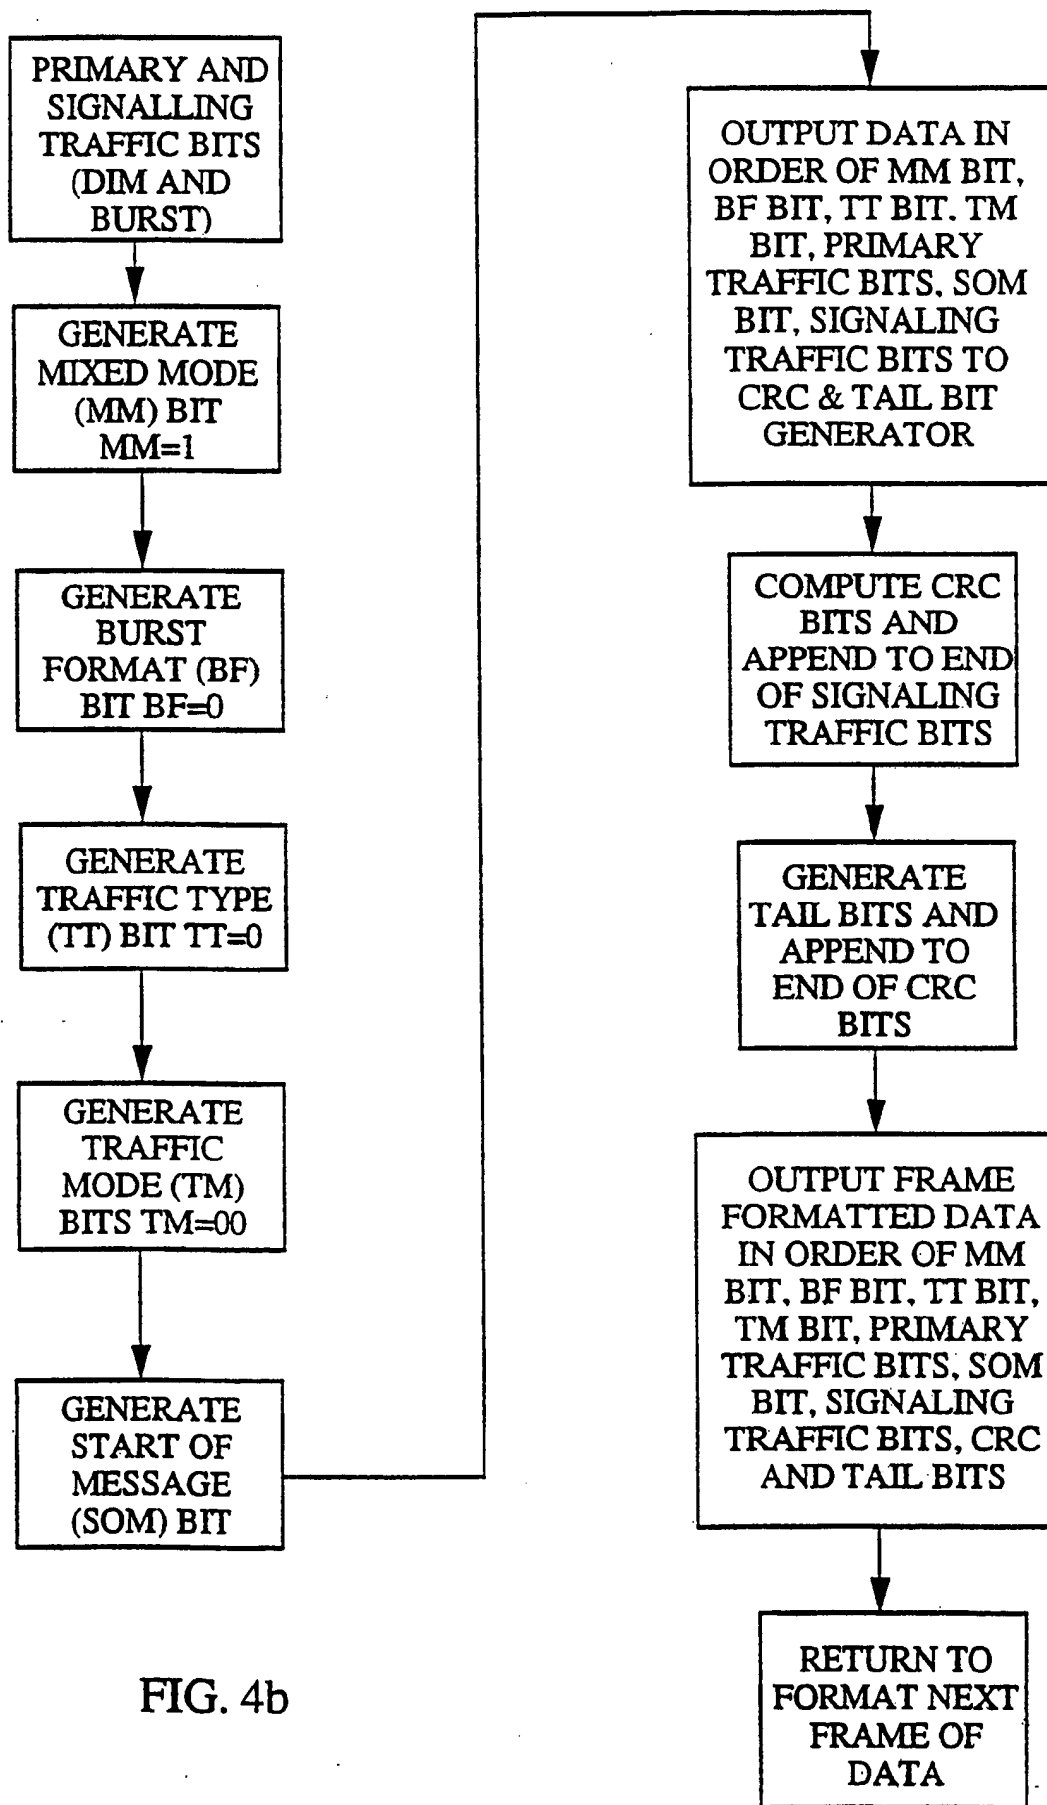 PRIMARY AND
SIGNALLING
TRAFFIC BITS
(DIM AND
BURST)
GENERATE
MIXED MODE
(MM) BIT
MM=1
GENERATE
BURST
FORMAT (BF)
BIT BF=0
GENERATE
TRAFFIC TYPE
(TT) BIT TT=0
GENERATE
TRAFFIC
MODE (TM)
BITS TM=00
GENERATE
START OF
MESSAGE
(SOM) BIT
OUTPUT DATA IN
ORDER OF MM BIT,
BF BIT, TT BIT. TM
BIT, PRIMARY
TRAFFIC BITS, SOM
BIT, SIGNALING
TRAFFIC BITS TO
CRC & TAIL BIT
GENERATOR
COMPUTE CRC
BITS AND
APPEND TO END
OF SIGNALING
TRAFFIC BITS
GENERATE
TAIL BITS AND
APPEND TO
END OF CRC
BITS
OUTPUT FRAME
FORMATTED DATA
IN ORDER OF MM
BIT, BF BIT, TT BIT,
TM BIT, PRIMARY
TRAFFIC BITS, SOM
BIT, SIGNALING
TRAFFIC BITS, CRC
AND TAIL BITS
RETURN TO
FORMAT NEXT
FRAME OF
DATA
FIG. 4b